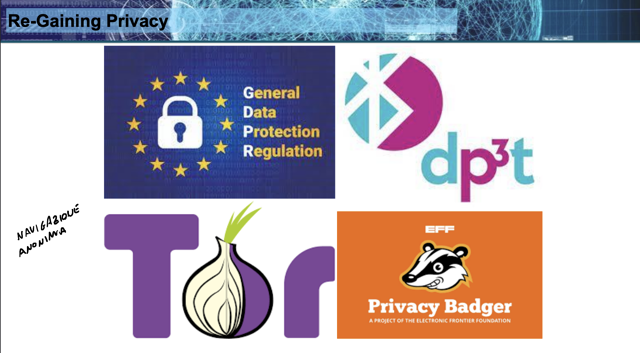 Re-Gaining Privacy
General
Data
Protection
Regulation
dp³t
NAVIGAZIONE
ANONIMA
Tor
EFF
Privacy Badger
A PROJECT OF THE ELECTRONIC FRONTIER FOUNDATION